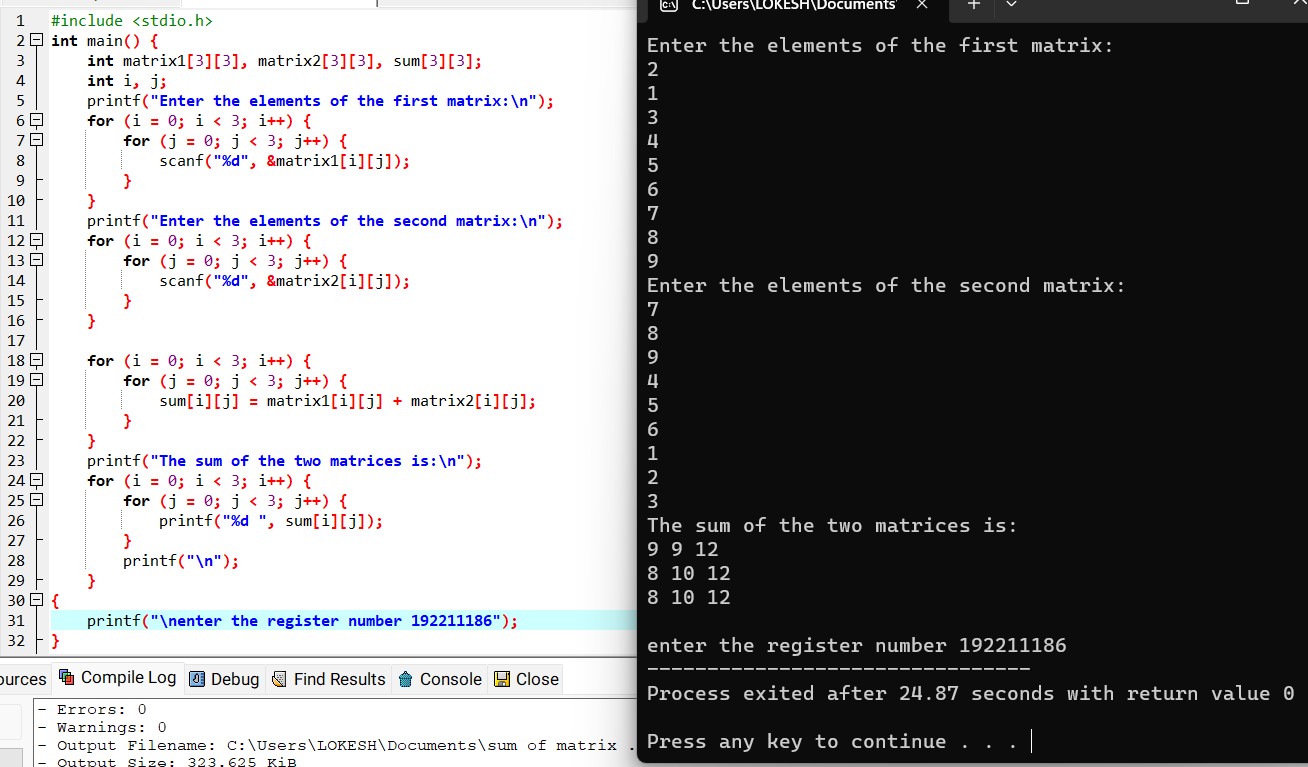 1 #include <stdio.h>
2 int main() {
3 int matrix1[3][3], matrix2[3][3], sum[3][3];
4 int i, j;
5 printf("Enter the elements of the first matrix:\n");
6 for (i = 0; i < 3; i++) {
7 for (j = 0; j < 3; j++) {
8 scanf("%d", &matrix1[i][j]);
9 }
10 }
11 printf("Enter the elements of the second matrix:\n");
12 for (i = 0; i < 3; i++) {
13 for (j = 0; j < 3; j++) {
14 scanf("%d", &matrix2[i][j]);
15 }
16 }
17
18 for (i = 0; i < 3; i++) {
19 for (j = 0; j < 3; j++) {
20 sum[i][j] = matrix1[i][j] + matrix2[i][j];
21 }
22 }
23 printf("The sum of the two matrices is:\n");
24 for (i = 0; i < 3; i++) {
25 for (j = 0; j < 3; j++) {
26 printf("%d ", sum[i][j]);
27 }
28 printf("\n");
29 }
30 {
31 printf("\nenter the register number 192211186");
32 }
ources Compile Log Debug Find Results Console Close
- Errors: 0
- Warnings: 0
- Output Filename: C:\Users\LOKESH\Documents\sum of matrix .
- Output Size: 323.625 KiB
C:\Users\LOKESH\Documents'
Enter the elements of the first matrix:
2
1
3
4
5
6
7
8
9
Enter the elements of the second matrix:
7
8
9
4
5
6
1
2
3
The sum of the two matrices is:
9 9 12
8 10 12
8 10 12
enter the register number 192211186
--------------------------------
Process exited after 24.87 seconds with return value 0
Press any key to continue . . .